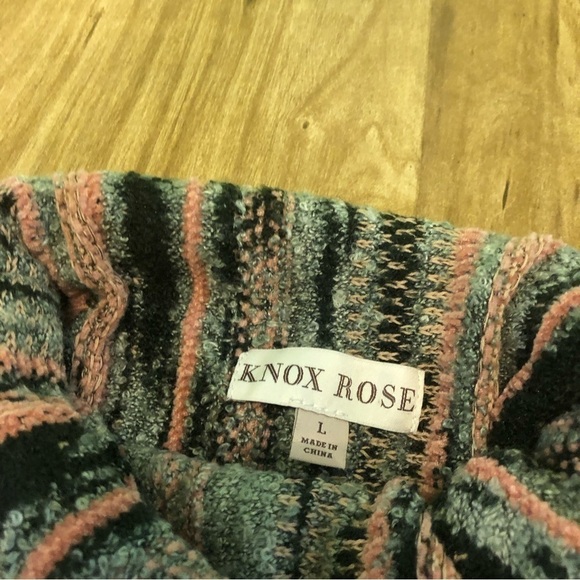 KNOX ROSE
L
MADE IN
CHINA